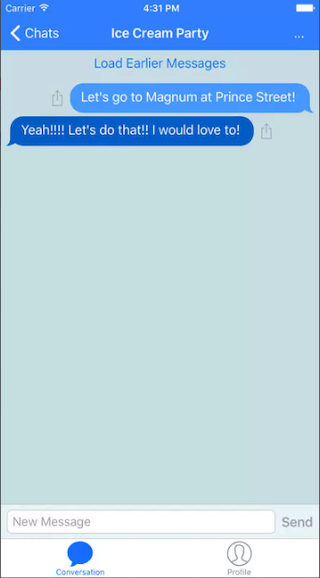 Carrier 4:31 PM
Chats Ice Cream Party ...
Load Earlier Messages
Let's go to Magnum at Prince Street!
Yeah!!!! Let's do that!! I would love to!
New Message Send
Conversation Profile